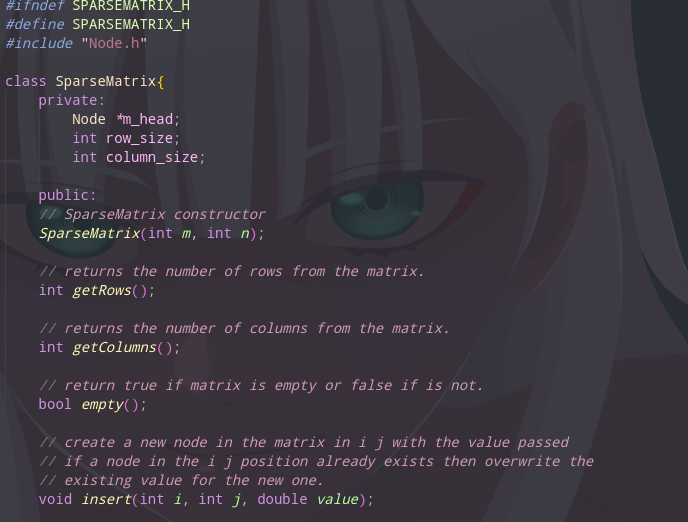 #ifndef SPARSEMATRIX_H
#define SPARSEMATRIX_H
#include "Node.h"

class SparseMatrix{
    private:
        Node *m_head;
        int row_size;
        int column_size;

    public:
    // SparseMatrix constructor
    SparseMatrix(int m, int n);

    // returns the number of rows from the matrix.
    int getRows();

    // returns the number of columns from the matrix.
    int getColumns();

    // return true if matrix is empty or false if is not.
    bool empty();

    // create a new node in the matrix in i j with the value passed
    // if a node in the i j position already exists then overwrite the
    // existing value for the new one.
    void insert(int i, int j, double value);